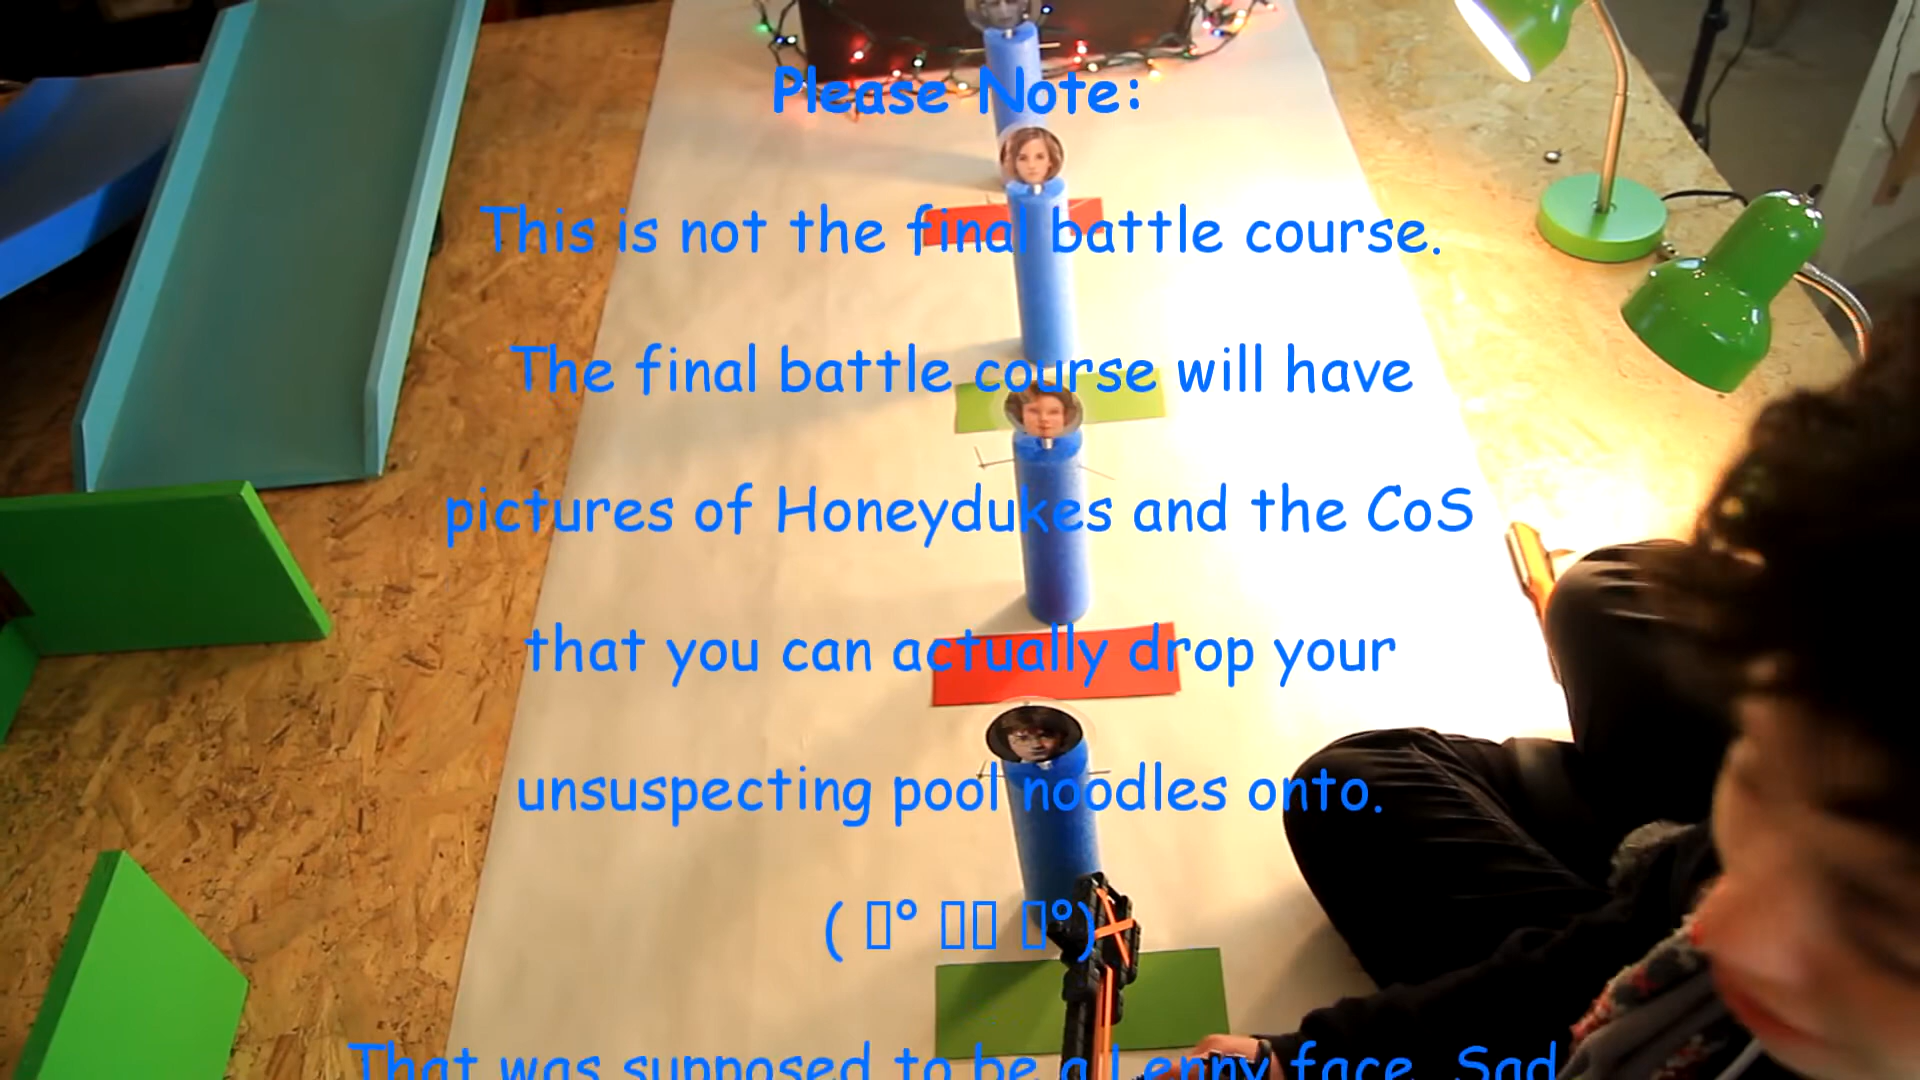 Please Note:
This is not the final battle course.
The final battle course will have
pictures of Honeydukes and the CoS
that you can actually drop your
unsuspecting pool noodles onto.
( ▯° ▯▯ ▯°)
That was supposed to be a Lenny face. Sad